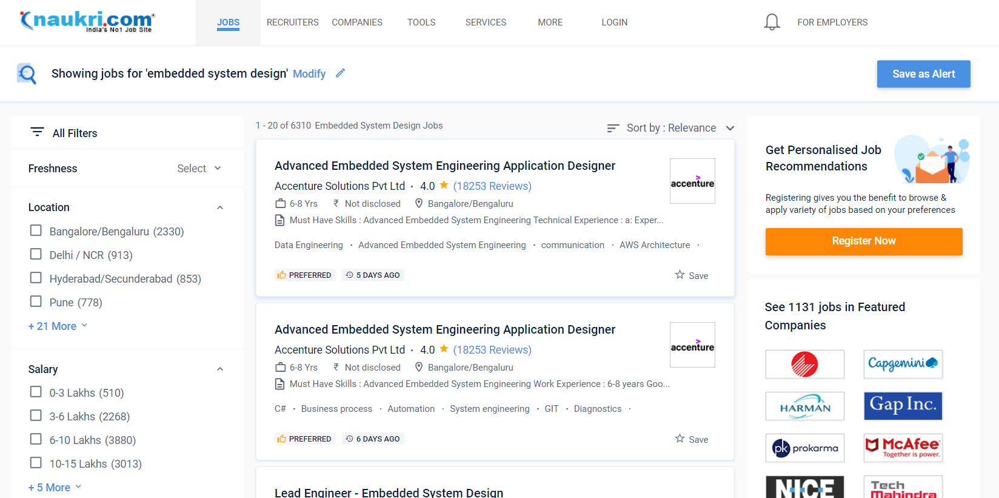 naukri.com
India's No1 Job Site
JOBS
RECRUITERS
COMPANIES
TOOLS
SERVICES
MORE
LOGIN
FOR EMPLOYERS
Showing jobs for 'embedded system design' Modify
Save as Alert
All Filters
Freshness Select
Location
Bangalore/Bengaluru (2330)
Delhi / NCR (913)
Hyderabad/Secunderabad (853)
Pune (778)
+ 21 More
Salary
0-3 Lakhs (510)
3-6 Lakhs (2268)
6-10 Lakhs (3880)
10-15 Lakhs (3013)
+ 5 More
1 - 20 of 6310 Embedded System Design Jobs
Sort by : Relevance
Advanced Embedded System Engineering Application Designer
accenture
Accenture Solutions Pvt Ltd · 4.0 (18253 Reviews)
6-8 Yrs ₹ Not disclosed Bangalore/Bengaluru
Must Have Skills : Advanced Embedded System Engineering Technical Experience : a: Exper...
Data Engineering · Advanced Embedded System Engineering · communication · AWS Architecture ·
PREFERRED 5 DAYS AGO Save
Advanced Embedded System Engineering Application Designer
accenture
Accenture Solutions Pvt Ltd · 4.0 (18253 Reviews)
6-8 Yrs ₹ Not disclosed Bangalore/Bengaluru
Must Have Skills : Advanced Embedded System Engineering Work Experience : 6-8 years Goo...
C# · Business process · Automation · System engineering · GIT · Diagnostics ·
PREFERRED 6 DAYS AGO Save
Lead Engineer - Embedded System Design
Get Personalised Job
Recommendations
Registering gives you the benefit to browse &
apply variety of jobs based on your preferences
Register Now
See 1131 jobs in Featured
Companies
Capgemini
HARMAN
Gap Inc.
pk prokarma
McAfee
Together is power.
NICE
Tech
Mahindra